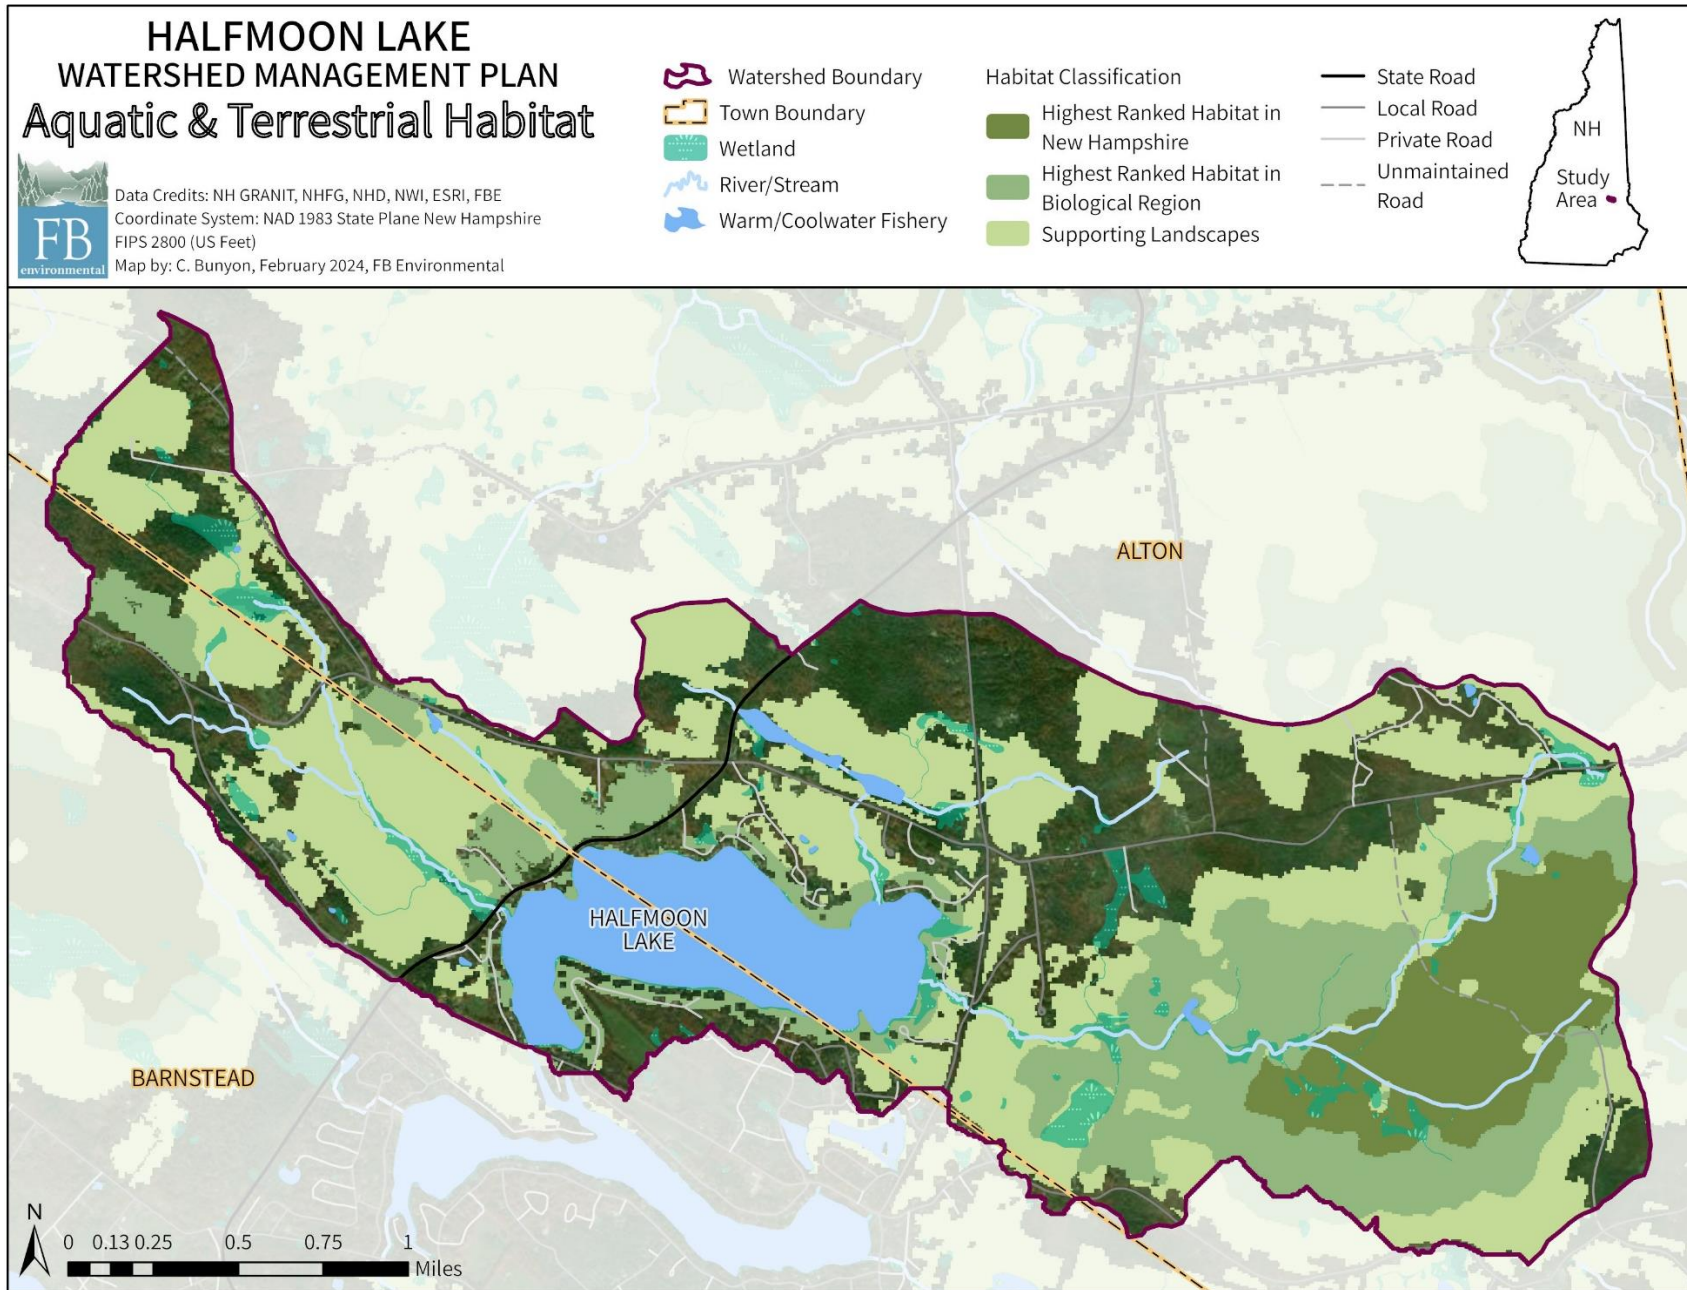 HALFMOON LAKE
WATERSHED MANAGEMENT PLAN
Aquatic & Terrestrial Habitat
FB
environmental
Data Credits: NH GRANIT, NHFG, NHD, NWI, ESRI, FBE
Coordinate System: NAD 1983 State Plane New Hampshire
FIPS 2800 (US Feet)
Map by: C. Bunyon, February 2024, FB Environmental
Watershed Boundary
Town Boundary
Wetland
River/Stream
Warm/Coolwater Fishery
Habitat Classification
Highest Ranked Habitat in
New Hampshire
Highest Ranked Habitat in
Biological Region
Supporting Landscapes
State Road
Local Road
Private Road
Unmaintained
Road
NH
Study
Area
ALTON
HALFMOON
LAKE
BARNSTEAD
N
0 0.13 0.25 0.5 0.75 1
Miles